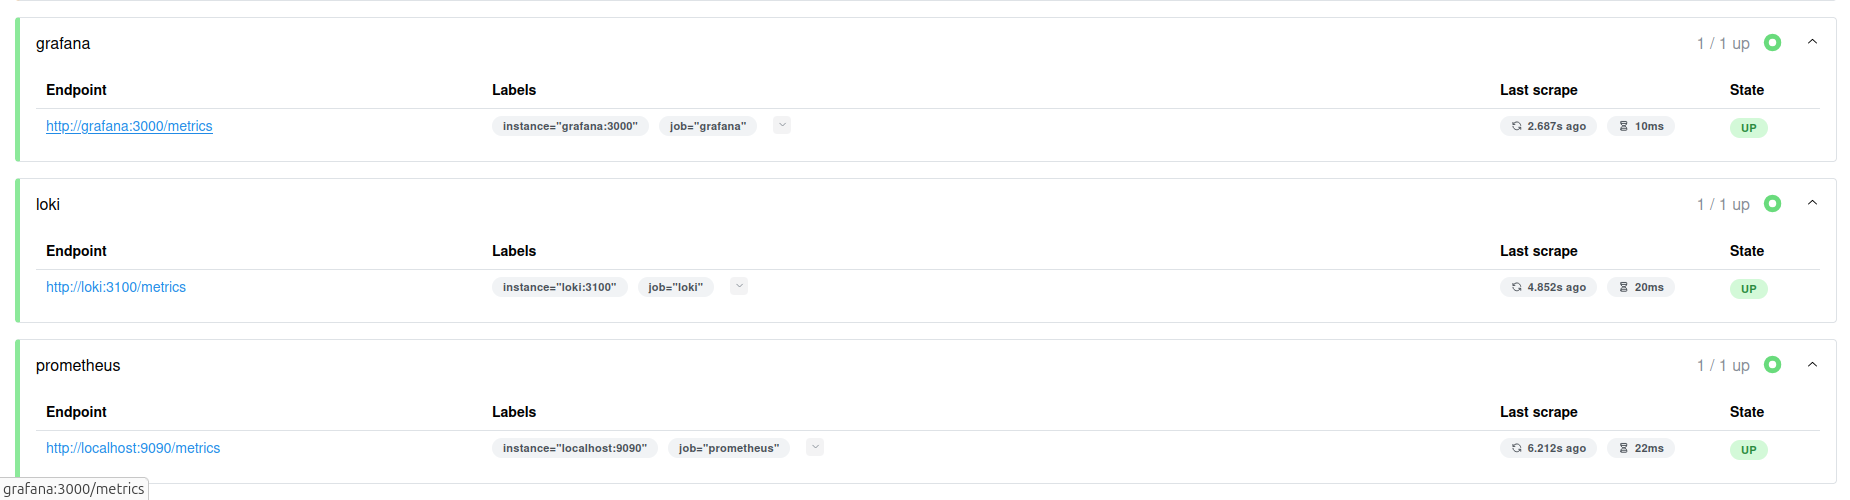 grafana 1 / 1 up
Endpoint Labels Last scrape State
http://grafana:3000/metrics instance="grafana:3000" job="grafana" 2.687s ago 10ms UP
loki 1 / 1 up
Endpoint Labels Last scrape State
http://loki:3100/metrics instance="loki:3100" job="loki" 4.852s ago 20ms UP
prometheus 1 / 1 up
Endpoint Labels Last scrape State
http://localhost:9090/metrics instance="localhost:9090" job="prometheus" 6.212s ago 22ms UP
grafana:3000/metrics